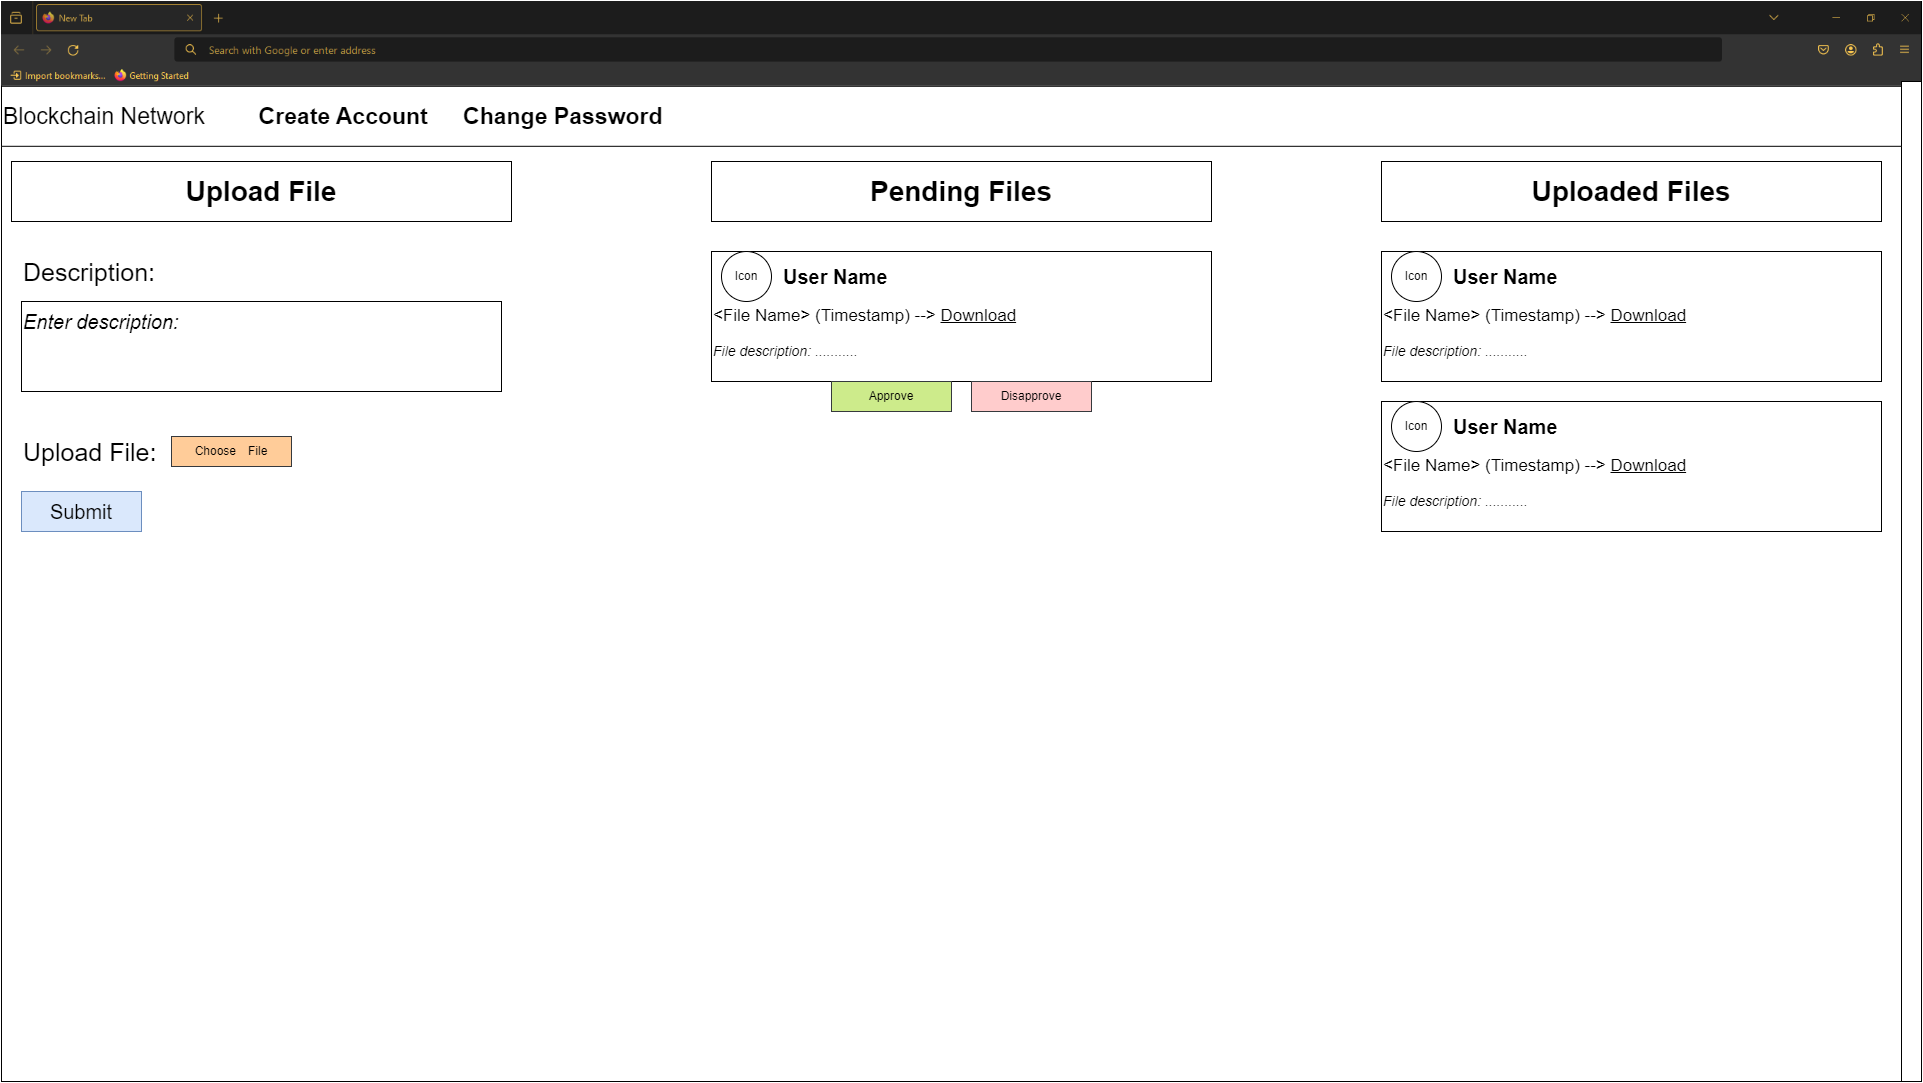 New Tab
Search with Google or enter address
Import bookmarks... Getting Started
Blockchain Network Create Account Change Password
Upload File
Description:
Enter description:
Upload File: Choose File
Submit
Pending Files
Icon User Name
<File Name> (Timestamp) --> Download
File description: ...........
Approve Disapprove
Uploaded Files
Icon User Name
<File Name> (Timestamp) --> Download
File description: ...........
Icon User Name
<File Name> (Timestamp) --> Download
File description: ...........